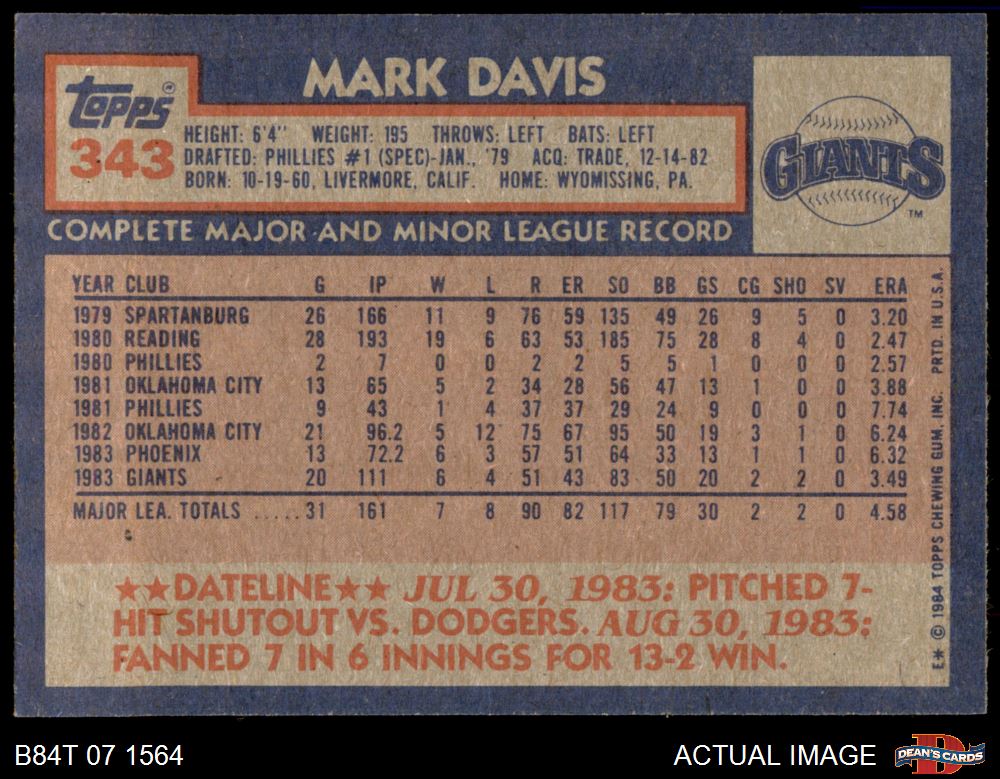 MARK DAVIS
Topps®
343
HEIGHT: 6'4" WEIGHT: 195 THROWS: LEFT BATS: LEFT
DRAFTED: PHILLIES #1 (SPEC)-JAN., '79 ACQ: TRADE, 12-14-82
BORN: 10-19-60, LIVERMORE, CALIF. HOME: WYOMISSING, PA.
GIANTS
TM
COMPLETE MAJOR AND MINOR LEAGUE RECORD
YEAR CLUB G IP W L R ER SO BB GS CG SHO SV ERA
1979 SPARTANBURG 26 166 11 9 76 59 135 49 26 9 5 0 3.20
1980 READING 28 193 19 6 63 53 185 75 28 8 4 0 2.47
1980 PHILLIES 2 7 0 0 2 2 5 5 1 0 0 0 2.57
1981 OKLAHOMA CITY 13 65 5 2 34 28 56 47 13 1 0 0 3.88
1981 PHILLIES 9 43 1 4 37 37 29 24 9 0 0 0 7.74
1982 OKLAHOMA CITY 21 96.2 5 12 75 67 95 50 19 3 1 0 6.24
1983 PHOENIX 13 72.2 6 3 57 51 64 33 13 1 1 0 6.32
1983 GIANTS 20 111 6 4 51 43 83 50 20 2 2 0 3.49
MAJOR LEA. TOTALS .....31 161 7 8 90 82 117 79 30 2 2 0 4.58
★★DATELINE★★ JUL 30, 1983: PITCHED 7-
HIT SHUTOUT VS. DODGERS. AUG 30, 1983:
FANNED 7 IN 6 INNINGS FOR 13-2 WIN.
E* © 1984 TOPPS CHEWING GUM, INC. PRTD. IN U.S.A.
B84T 07 1564
ACTUAL IMAGE
D
DEAN'S CARDS